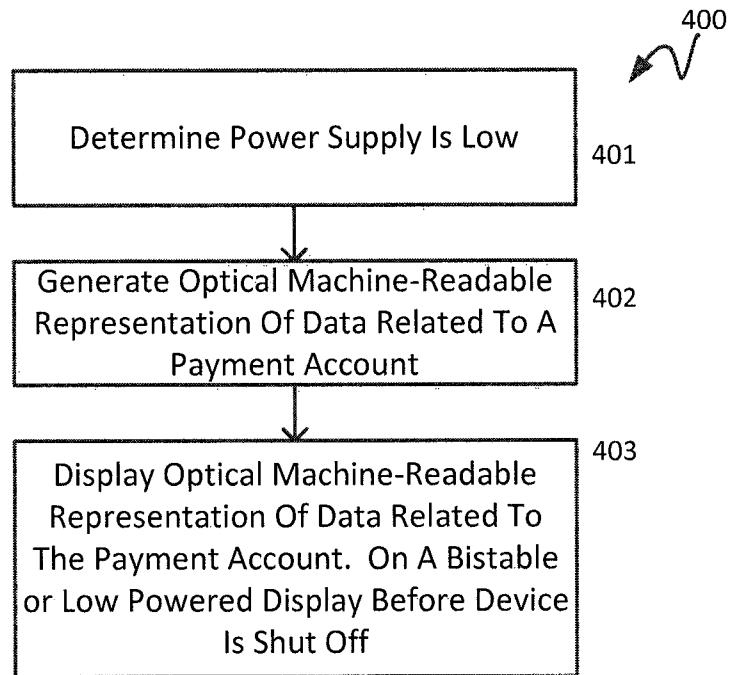 400
Determine Power Supply Is Low
401
Generate Optical Machine-Readable
Representation Of Data Related To A
Payment Account
402
Display Optical Machine-Readable
Representation Of Data Related To
The Payment Account.  On A Bistable
or Low Powered Display Before Device
Is Shut Off
403